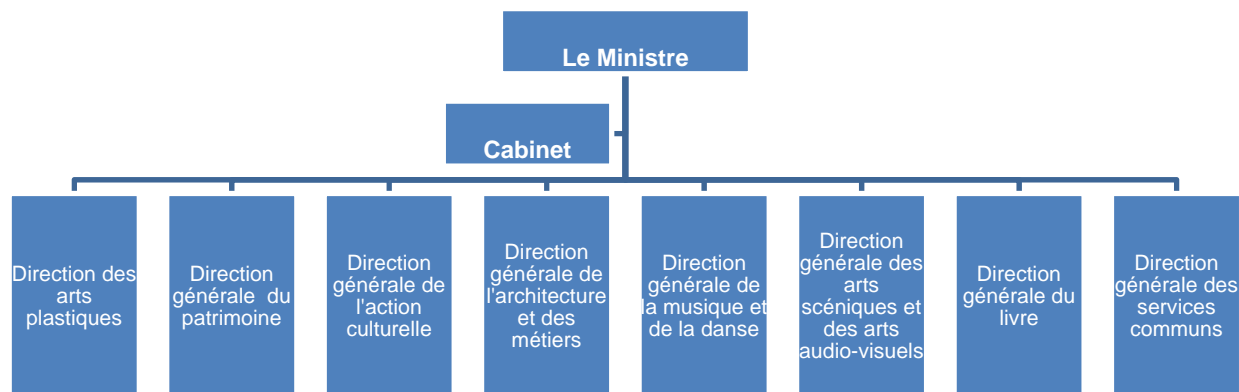 Le Ministre
Cabinet
Direction des
arts
plastiques
Direction
générale du
patrimoine
Direction
générale de
l'action
culturelle
Direction
générale de
l'architecture
et des
métiers
Direction
générale de
la musique et
de la danse
Direction
générale des
arts
scéniques et
des arts
audio-visuels
Direction
générale du
livre
Direction
générale des
services
communs